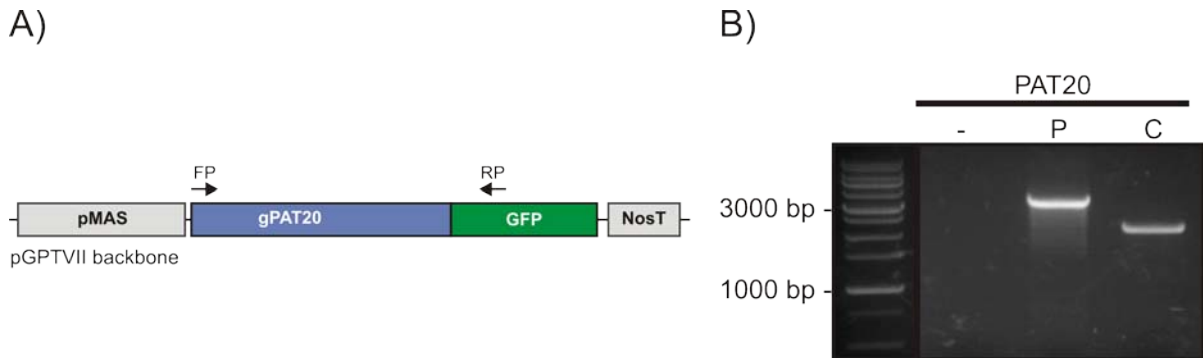 A)
FP
RP
pMAS
gPAT20
GFP
NosT
pGPTVII backbone
B)
PAT20
- P C
3000 bp -
1000 bp -